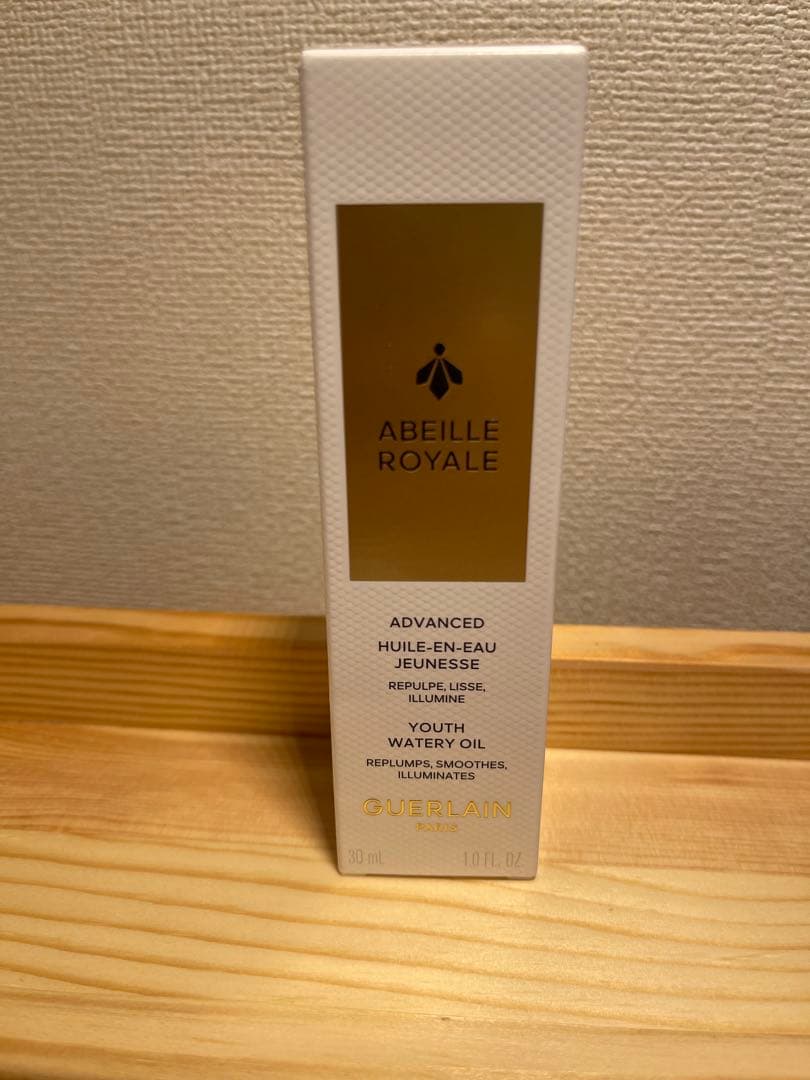 ABEILLE
ROYALE
ADVANCED
HUILE-EN-EAU
JEUNESSE
REPULPE, LISSE,
ILLUMINE
YOUTH
WATERY OIL
REPLUMPS, SMOOTHES,
ILLUMINATES
GUERLAIN
PARIS
30 mL 1.0 FL. OZ